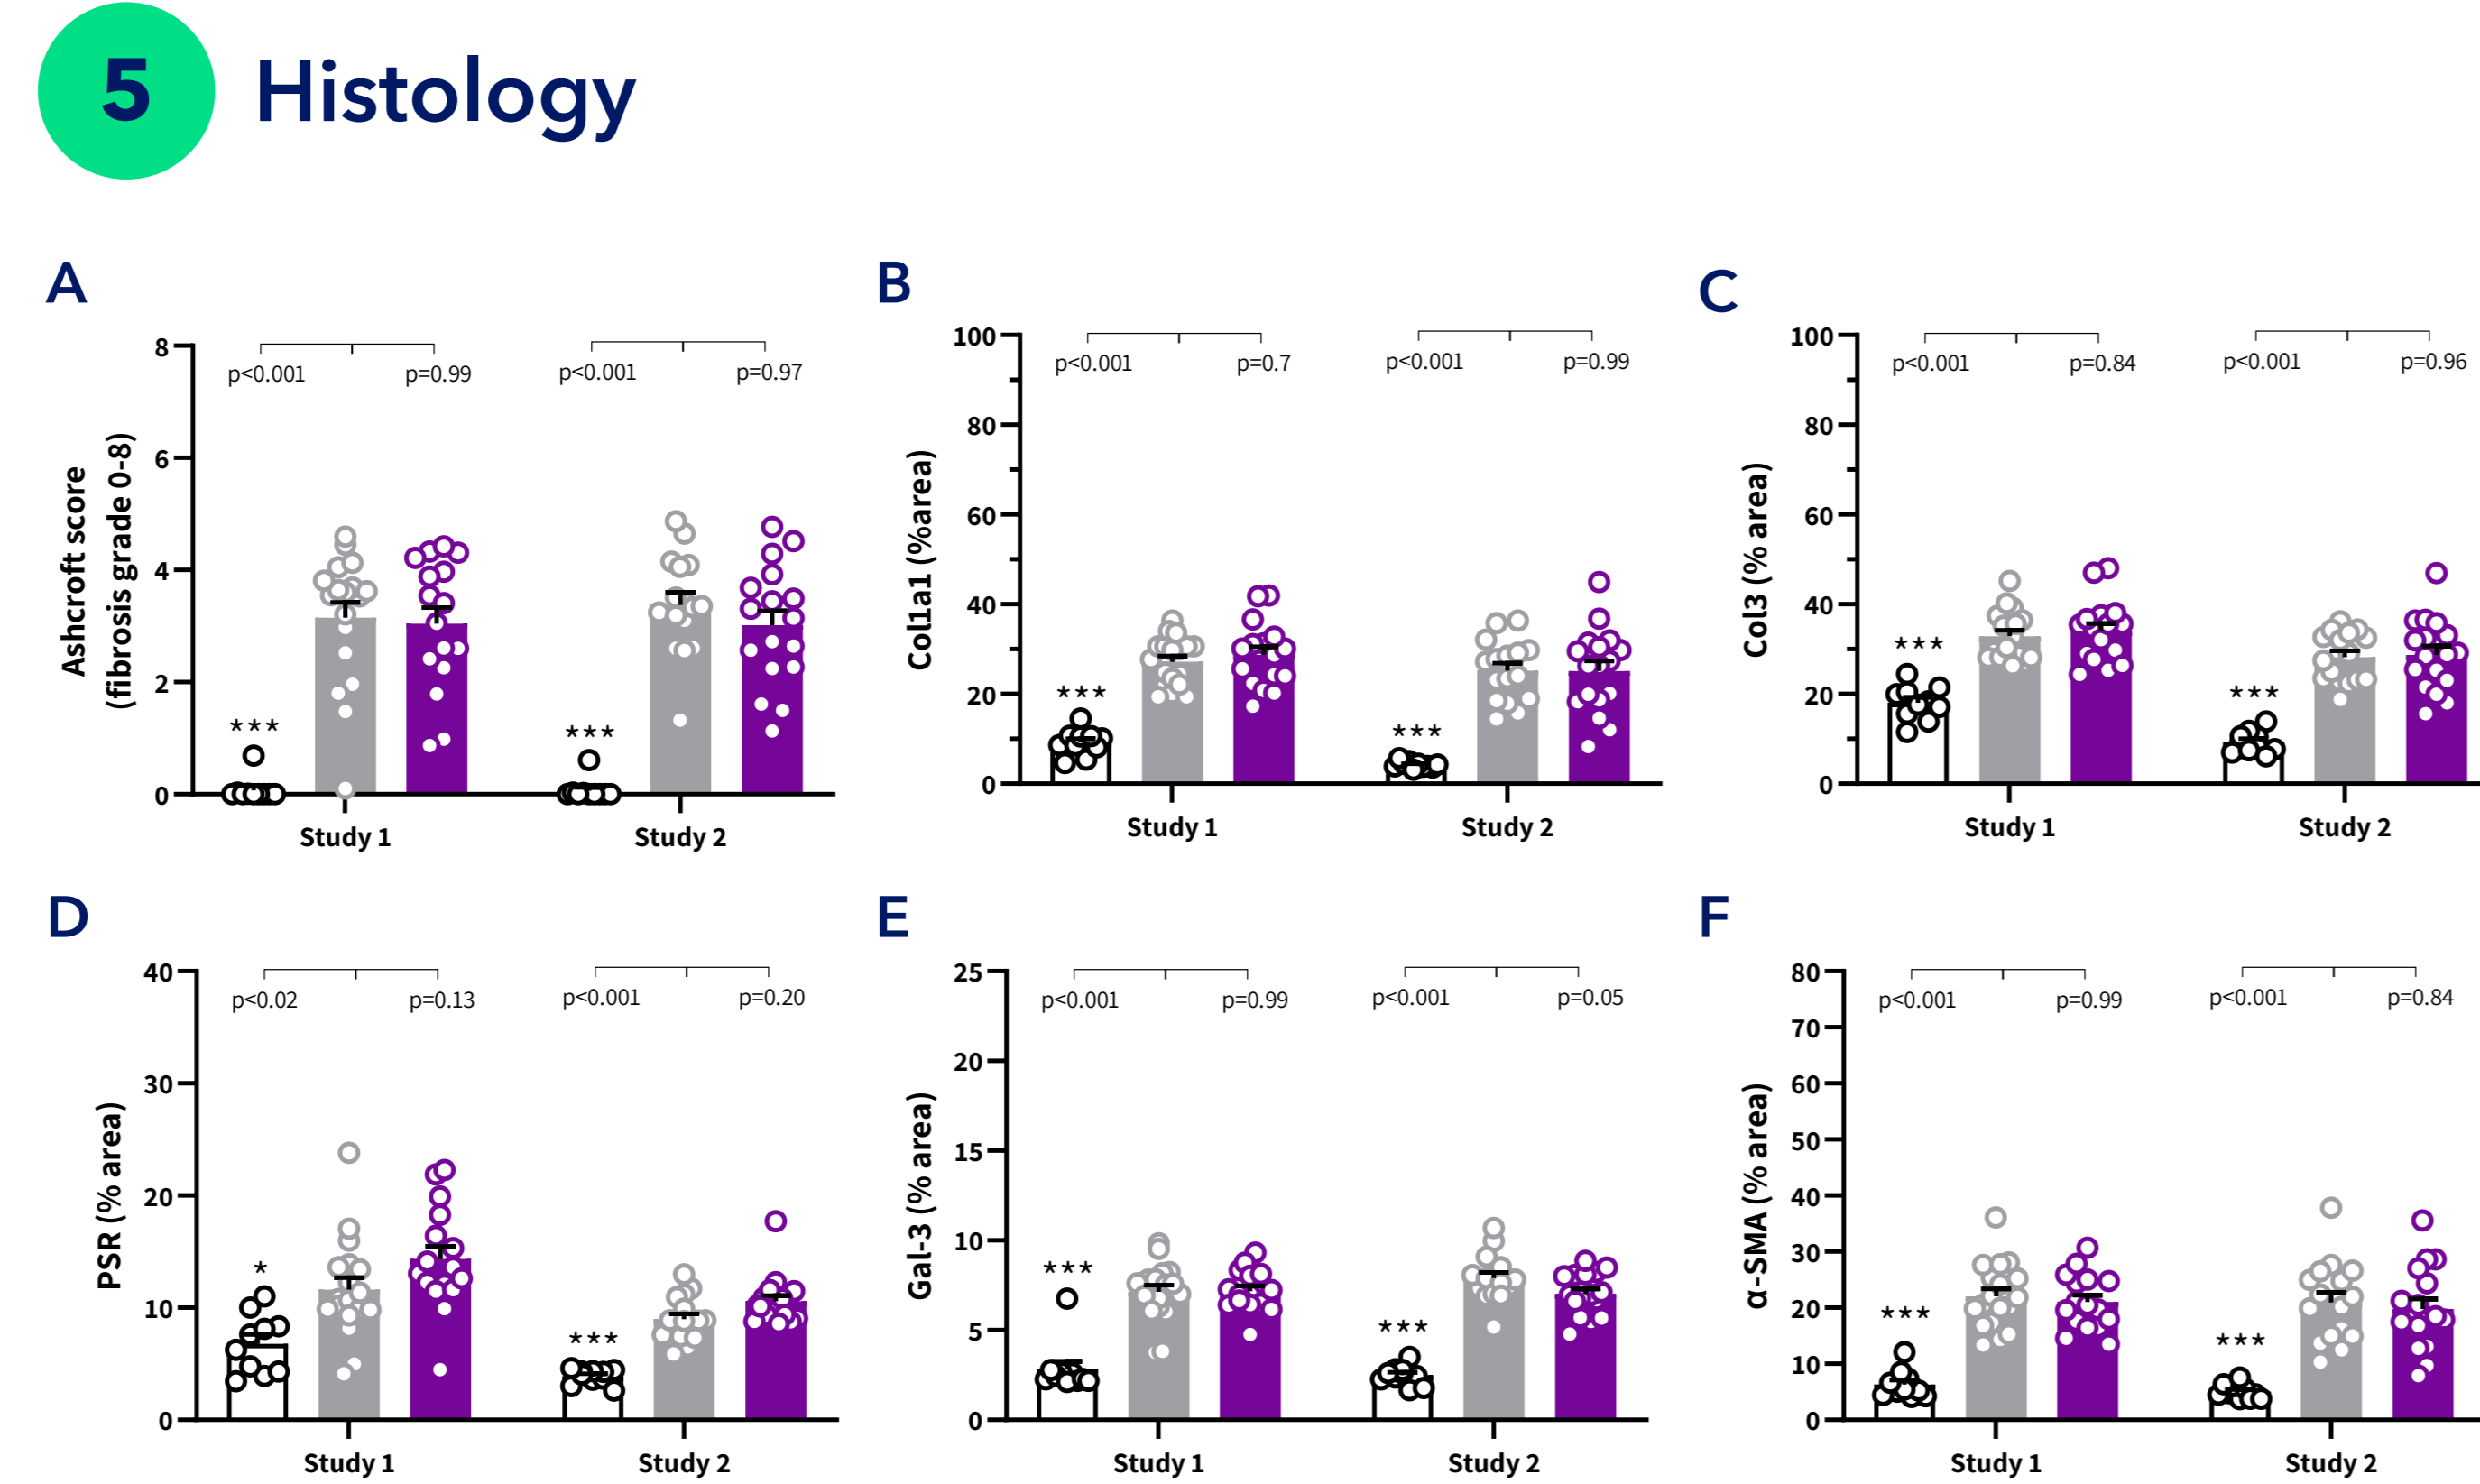 5 Histology
A
Ashcroft score
(fibrosis grade 0-8)
8
6
4
2
0
p<0.001 p=0.99 p<0.001 p=0.97
*** ***
Study 1 Study 2
B
Col1a1 (%area)
100
80
60
40
20
0
p<0.001 p=0.7 p<0.001 p=0.99
*** ***
Study 1 Study 2
C
Col3 (% area)
100
80
60
40
20
0
p<0.001 p=0.84 p<0.001 p=0.96
*** ***
Study 1 Study 2
D
PSR (% area)
40
30
20
10
0
p<0.02 p=0.13 p<0.001 p=0.20
* ***
Study 1 Study 2
E
Gal-3 (% area)
25
20
15
10
5
0
p<0.001 p=0.99 p<0.001 p=0.05
*** ***
Study 1 Study 2
F
α-SMA (% area)
80
70
60
50
40
30
20
10
0
p<0.001 p=0.99 p<0.001 p=0.84
*** ***
Study 1 Study 2